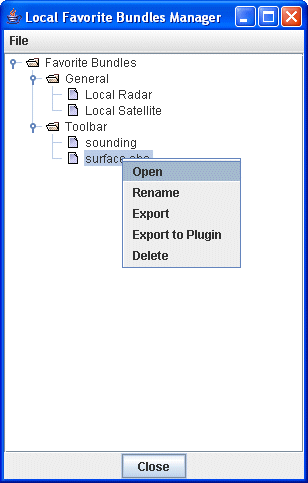 Local Favorite Bundles Manager
File
Favorite Bundles
General
Local Radar
Local Satellite
Toolbar
sounding
surface obs
Open
Rename
Export
Export to Plugin
Delete
Close